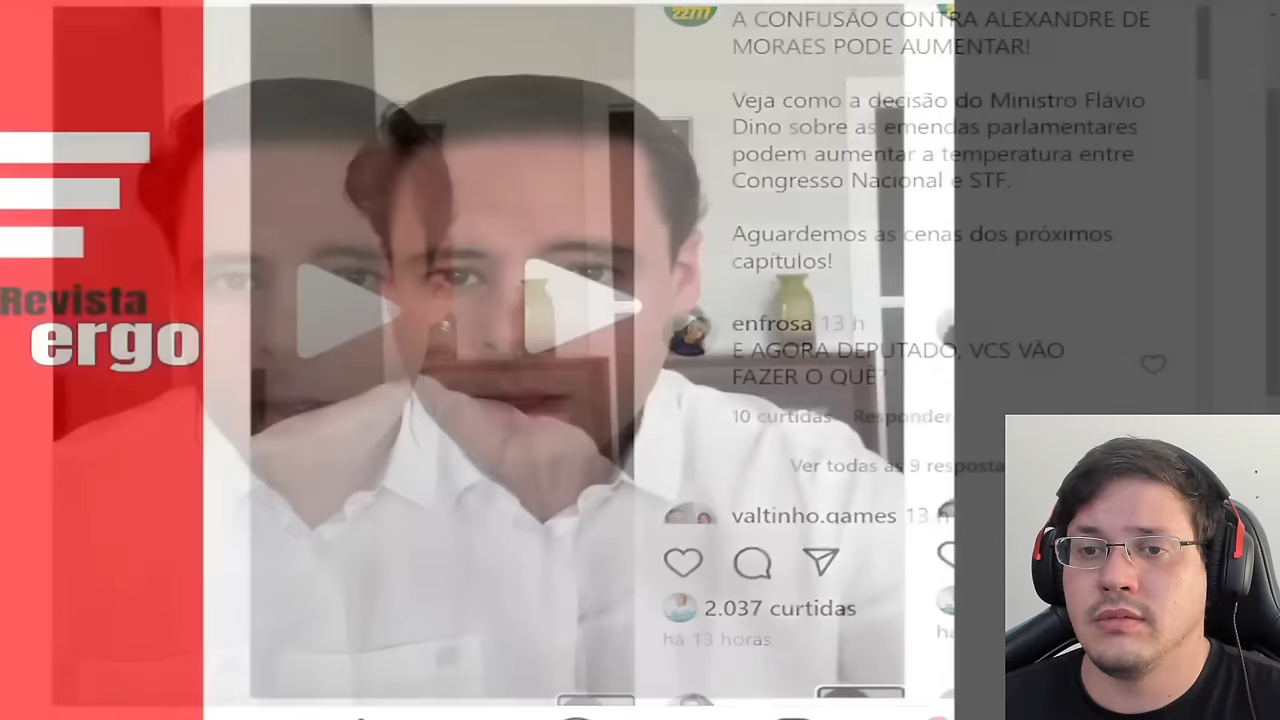 22777
A CONFUSÃO CONTRA ALEXANDRE DE
MORAES PODE AUMENTAR!
Veja como a decisão do Ministro Flávio
Dino sobre as emendas parlamentares
podem aumentar a temperatura entre
Congresso Nacional e STF.
Aguardemos as cenas dos próximos
capítulos!
enfrosa 13 h
E AGORA DEPUTADO, VCS VÃO
FAZER O QUÊ?
10 curtidas Responder
Ver todas as 9 resposta
valtinho.games 13 h
2.037 curtidas
há 13 horas
há
Revista
ergo